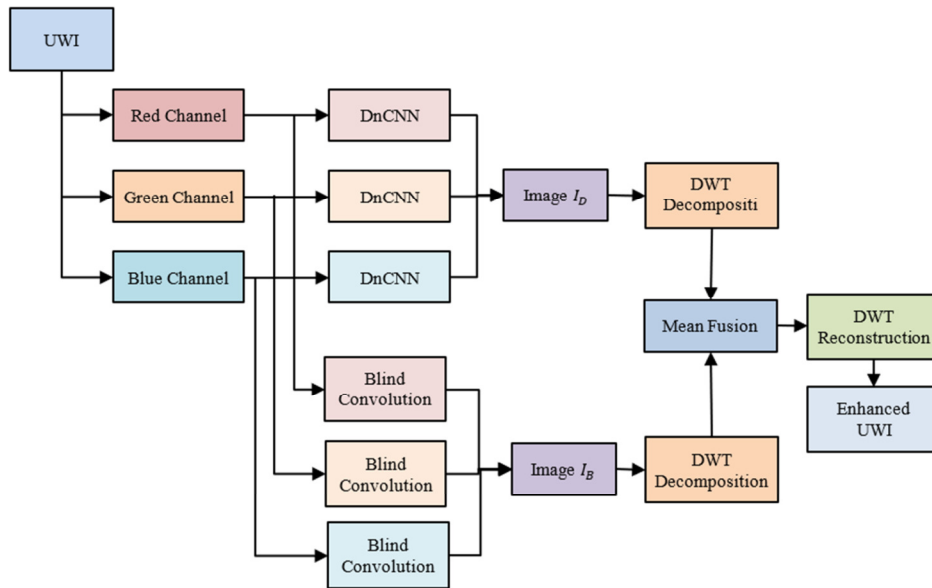 UWI
Red Channel
DnCNN
Green Channel
DnCNN
Blue Channel
DnCNN
Image I_D
DWT
Decompositi
Mean Fusion
DWT
Reconstruction
Enhanced
UWI
Blind
Convolution
Blind
Convolution
Blind
Convolution
Image I_B
DWT
Decomposition